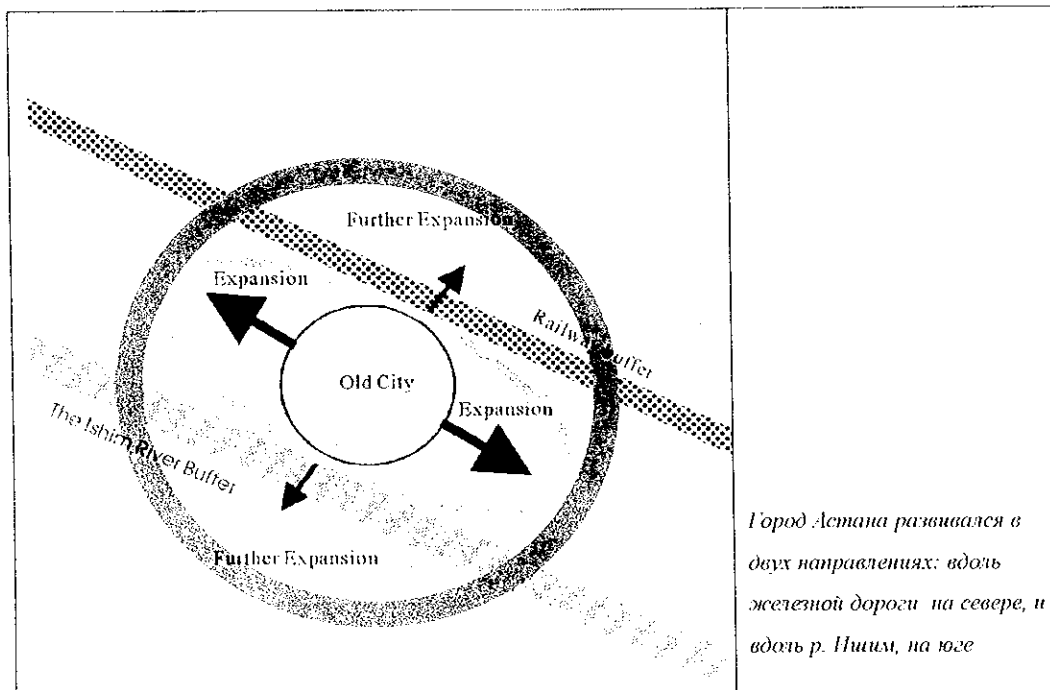 Further Expansion
Expansion
Railway Buffer
Old City
Expansion
The Ishim River Buffer
Further Expansion
Город Астана развивался в
двух направлениях: вдоль
железной дороги на севере, и
вдоль р. Ишим, на юге